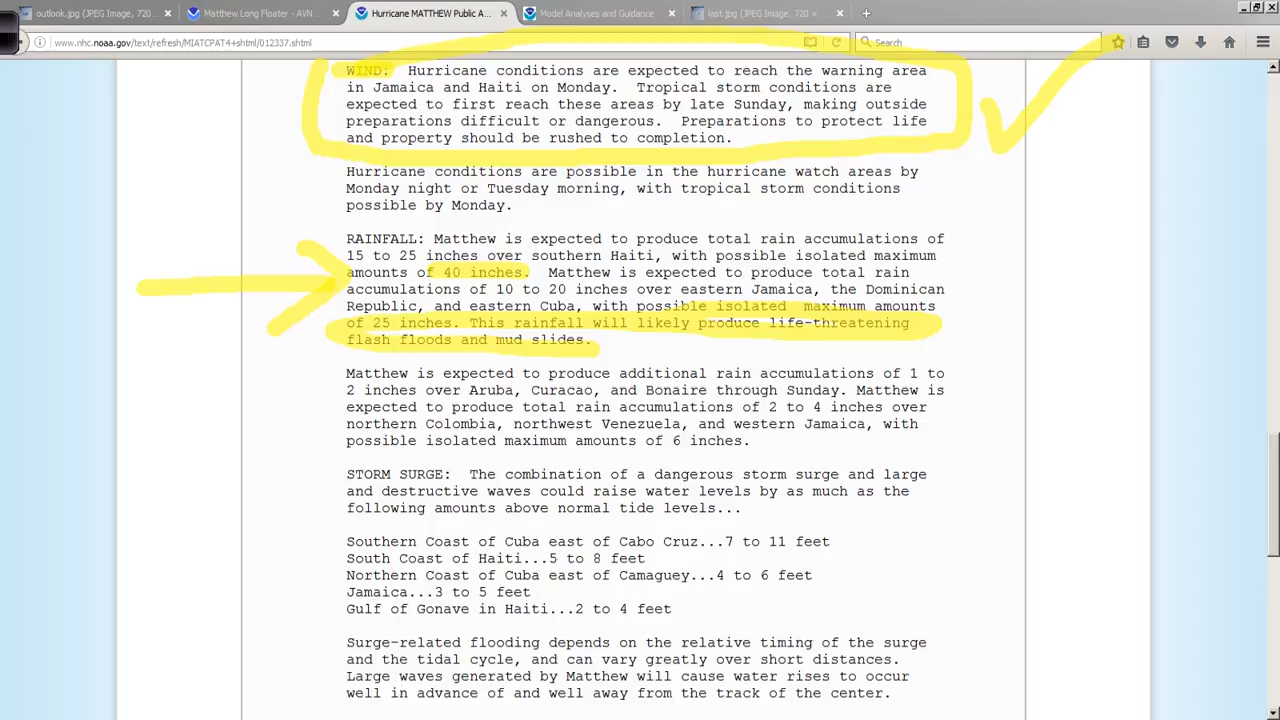 outlook.jpg (JPEG Image, 720...
Matthew Long Floater - AVN ...
Hurricane MATTHEW Public A...
Model Analyses and Guidance
last.jpg (JPEG Image, 720 ×...
www.nhc.noaa.gov/text/refresh/MIATCPAT4+shtml/012337.shtml
Search
WIND: Hurricane conditions are expected to reach the warning area
in Jamaica and Haiti on Monday. Tropical storm conditions are
expected to first reach these areas by late Sunday, making outside
preparations difficult or dangerous. Preparations to protect life
and property should be rushed to completion.
Hurricane conditions are possible in the hurricane watch areas by
Monday night or Tuesday morning, with tropical storm conditions
possible by Monday.
RAINFALL: Matthew is expected to produce total rain accumulations of
15 to 25 inches over southern Haiti, with possible isolated maximum
amounts of 40 inches. Matthew is expected to produce total rain
accumulations of 10 to 20 inches over eastern Jamaica, the Dominican
Republic, and eastern Cuba, with possible isolated maximum amounts
of 25 inches. This rainfall will likely produce life-threatening
flash floods and mud slides.
Matthew is expected to produce additional rain accumulations of 1 to
2 inches over Aruba, Curacao, and Bonaire through Sunday. Matthew is
expected to produce total rain accumulations of 2 to 4 inches over
northern Colombia, northwest Venezuela, and western Jamaica, with
possible isolated maximum amounts of 6 inches.
STORM SURGE: The combination of a dangerous storm surge and large
and destructive waves could raise water levels by as much as the
following amounts above normal tide levels...
Southern Coast of Cuba east of Cabo Cruz...7 to 11 feet
South Coast of Haiti...5 to 8 feet
Northern Coast of Cuba east of Camaguey...4 to 6 feet
Jamaica...3 to 5 feet
Gulf of Gonave in Haiti...2 to 4 feet
Surge-related flooding depends on the relative timing of the surge
and the tidal cycle, and can vary greatly over short distances.
Large waves generated by Matthew will cause water rises to occur
well in advance of and well away from the track of the center.